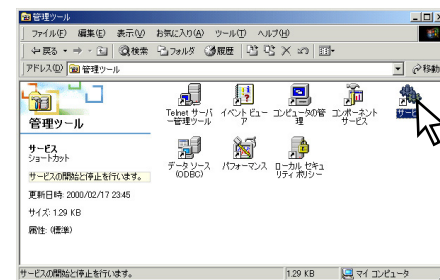 管理ツール
ファイル(F) 編集(E) 表示(V) お気に入り(A) ツール(T) ヘルプ(H)
戻る 検索 フォルダ 履歴
アドレス(D) 管理ツール 移動
管理ツール
サービス
ショートカット
サービスの開始と停止を行います。
更新日時: 2000/02/17 23:45
サイズ: 1.29 KB
属性: (標準)
Telnet サーバ
ー管理ツール
イベント ビュー
ア
コンピュータの管
理
コンポーネント
サービス
サービス
データ ソース
(ODBC)
パフォーマンス
ローカル セキュ
リティ ポリシー
サービスの開始と停止を行います。 1.29 KB マイ コンピュータ